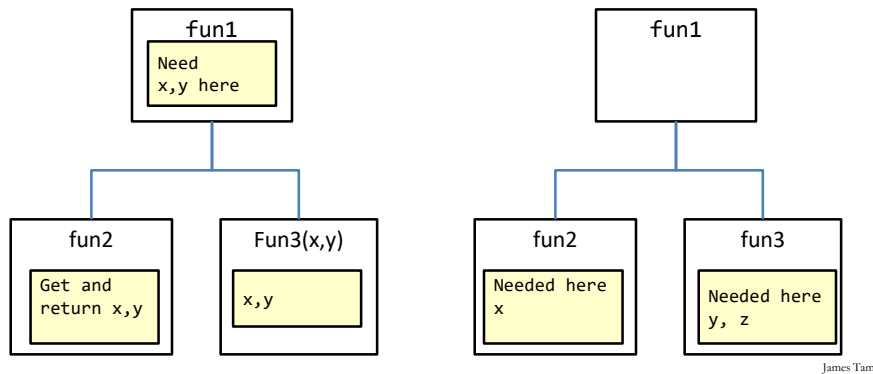 fun1
Need
x,y here
fun2
Get and
return x,y
Fun3(x,y)
x,y
fun1
fun2
Needed here
x
fun3
Needed here
y, z
James Tam